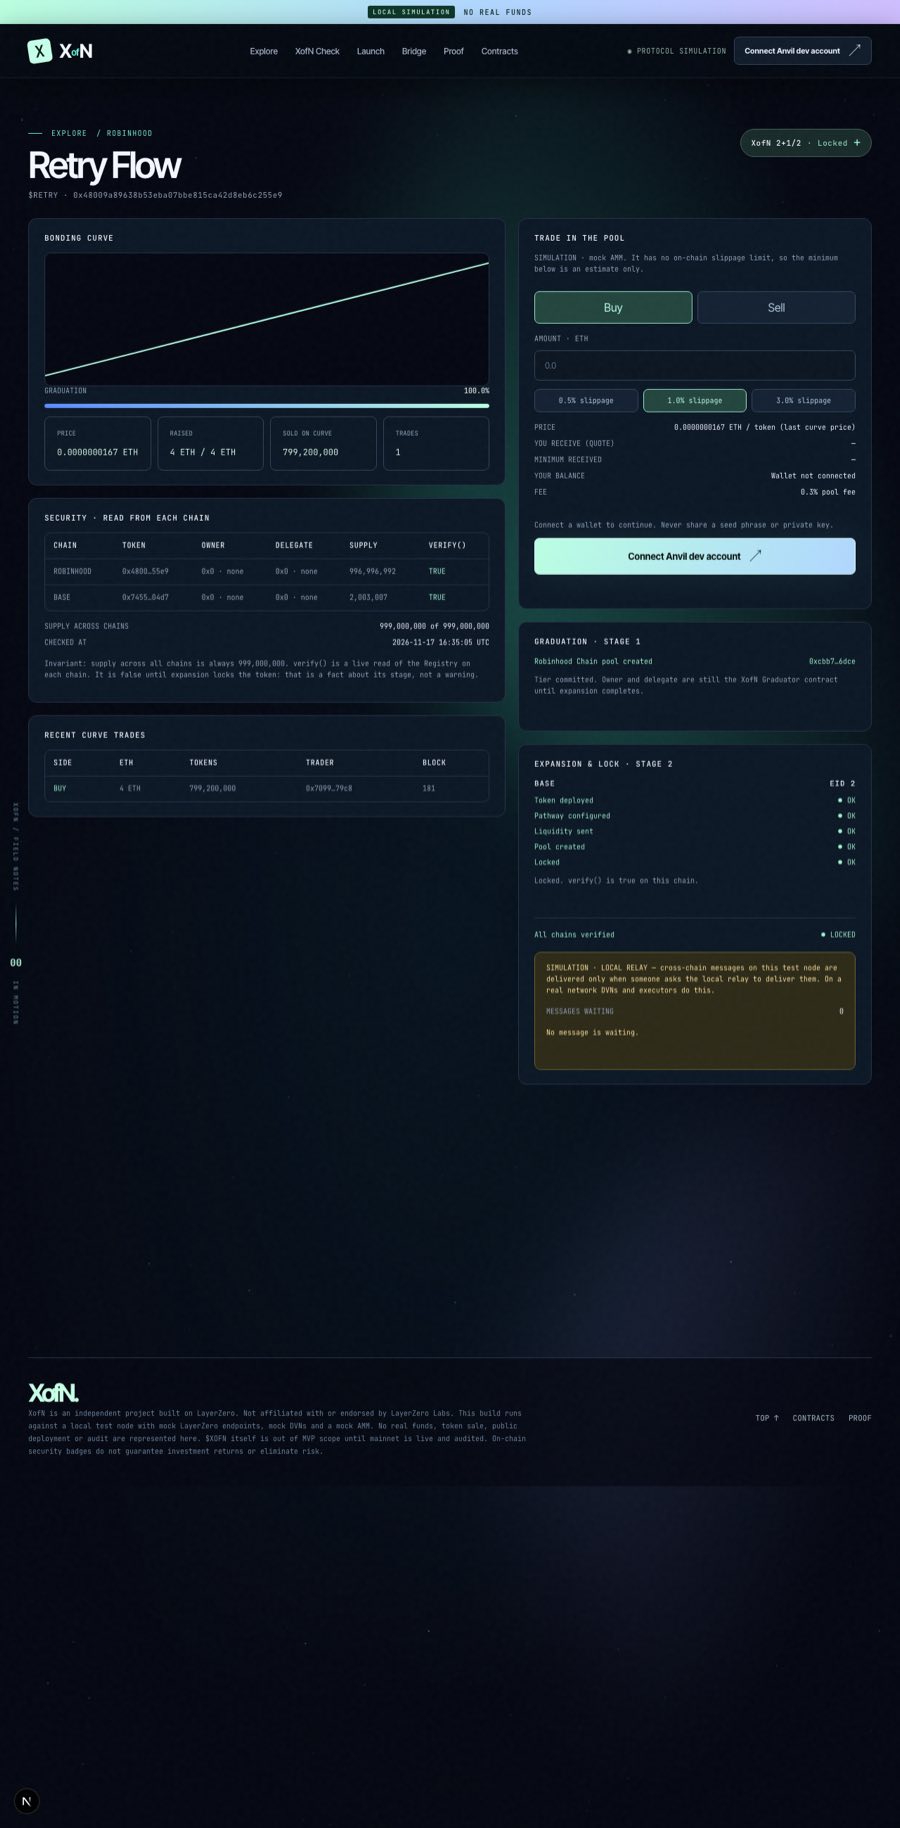 LOCAL SIMULATION NO REAL FUNDS
X XofN
Explore XofN Check Launch Bridge Proof Contracts
PROTOCOL SIMULATION
Connect Anvil dev account
EXPLORE / ROBINHOOD
Retry Flow
$RETRY · 0x48009a89638b53eba07bbe815ca42d8eb6c255e9
XofN 2+1/2 · Locked +
BONDING CURVE
GRADUATION 100.0%
PRICE
0.0000000167 ETH
RAISED
4 ETH / 4 ETH
SOLD ON CURVE
799,200,000
TRADES
1
SECURITY · READ FROM EACH CHAIN
CHAIN TOKEN OWNER DELEGATE SUPPLY VERIFY()
ROBINHOOD 0x4800…55e9 0x0 · none 0x0 · none 996,996,992 TRUE
BASE 0x7455…04d7 0x0 · none 0x0 · none 2,003,007 TRUE
SUPPLY ACROSS CHAINS 999,000,000 of 999,000,000
CHECKED AT 2026-11-17 16:35:05 UTC
Invariant: supply across all chains is always 999,000,000. verify() is a live read of the Registry on
each chain. It is false until expansion locks the token: that is a fact about its stage, not a warning.
RECENT CURVE TRADES
SIDE ETH TOKENS TRADER BLOCK
BUY 4 ETH 799,200,000 0x7099…79c8 181
TRADE IN THE POOL
SIMULATION · mock AMM. It has no on-chain slippage limit, so the minimum
below is an estimate only.
Buy Sell
AMOUNT · ETH
0.0
0.5% slippage 1.0% slippage 3.0% slippage
PRICE 0.0000000167 ETH / token (last curve price)
YOU RECEIVE (QUOTE) —
MINIMUM RECEIVED —
YOUR BALANCE Wallet not connected
FEE 0.3% pool fee
Connect a wallet to continue. Never share a seed phrase or private key.
Connect Anvil dev account
GRADUATION · STAGE 1
Robinhood Chain pool created 0xcbb7…6dce
Tier committed. Owner and delegate are still the XofN Graduator contract
until expansion completes.
EXPANSION & LOCK · STAGE 2
BASE EID 2
Token deployed OK
Pathway configured OK
Liquidity sent OK
Pool created OK
Locked OK
Locked. verify() is true on this chain.
All chains verified LOCKED
SIMULATION · LOCAL RELAY — cross-chain messages on this test node are
delivered only when someone asks the local relay to deliver them. On a
real network DVNs and executors do this.
MESSAGES WAITING 0
No message is waiting.
XOFN / FIELD NOTES
00
IN MOTION
XofN.
XofN is an independent project built on LayerZero. Not affiliated with or endorsed by LayerZero Labs. This build runs
against a local test node with mock LayerZero endpoints, mock DVNs and a mock AMM. No real funds, token sale, public
deployment or audit are represented here. $XOFN itself is out of MVP scope until mainnet is live and audited. On-chain
security badges do not guarantee investment returns or eliminate risk.
TOP ↑ CONTRACTS PROOF
N